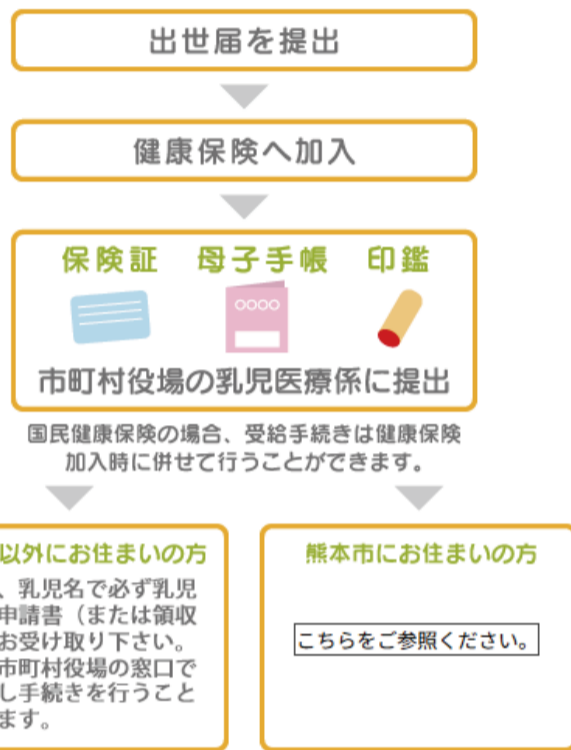 出世届を提出
健康保険へ加入
保険証 母子手帳 印鑑
○○○○
市町村役場の乳児医療係に提出
国民健康保険の場合、受給手続きは健康保険
加入時に併せて行うことができます。
以外にお住まいの方
、乳児名で必ず乳児
申請書（または領収
お受け取り下さい。
市町村役場の窓口で
し手続きを行うこと
ます。
熊本市にお住まいの方
こちらをご参照ください。